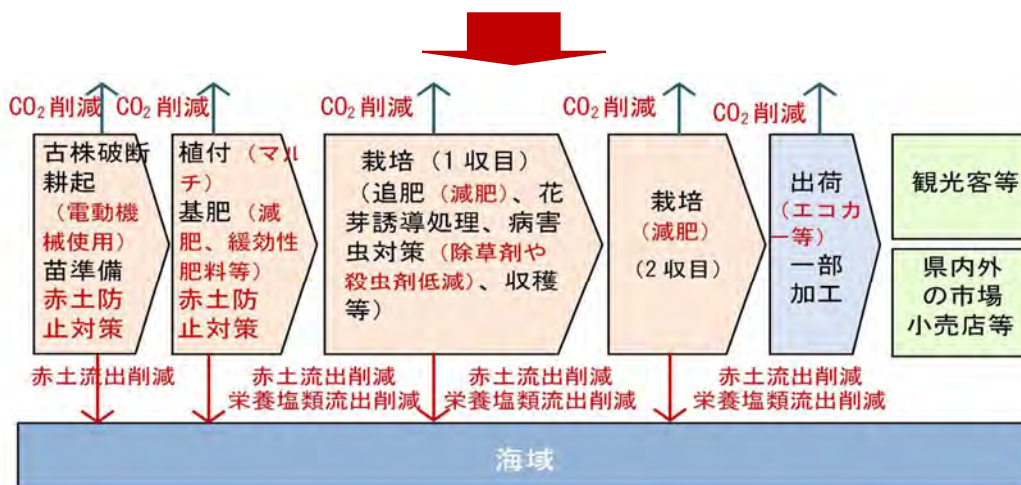 CO₂削減
CO₂削減
CO₂削減
CO₂削減
CO₂削減
古株破断
耕起
（電動機
械使用）
苗準備
赤土防
止対策
植付（マル
チ）
基肥（減
肥、緩効性
肥料等）
赤土防
止対策
栽培（1収目）
（追肥（減肥）、花
芽誘導処理、病害
虫対策（除草剤や
殺虫剤低減）、収穫
等）
栽培
（減肥）
（2収目）
出荷
（エコカ
ー等）
一部
加工
観光客等
県内外
の市場
小売店等
赤土流出削減
赤土流出削減
栄養塩類流出削減
赤土流出削減
栄養塩類流出削減
赤土流出削減
栄養塩類流出削減
海域